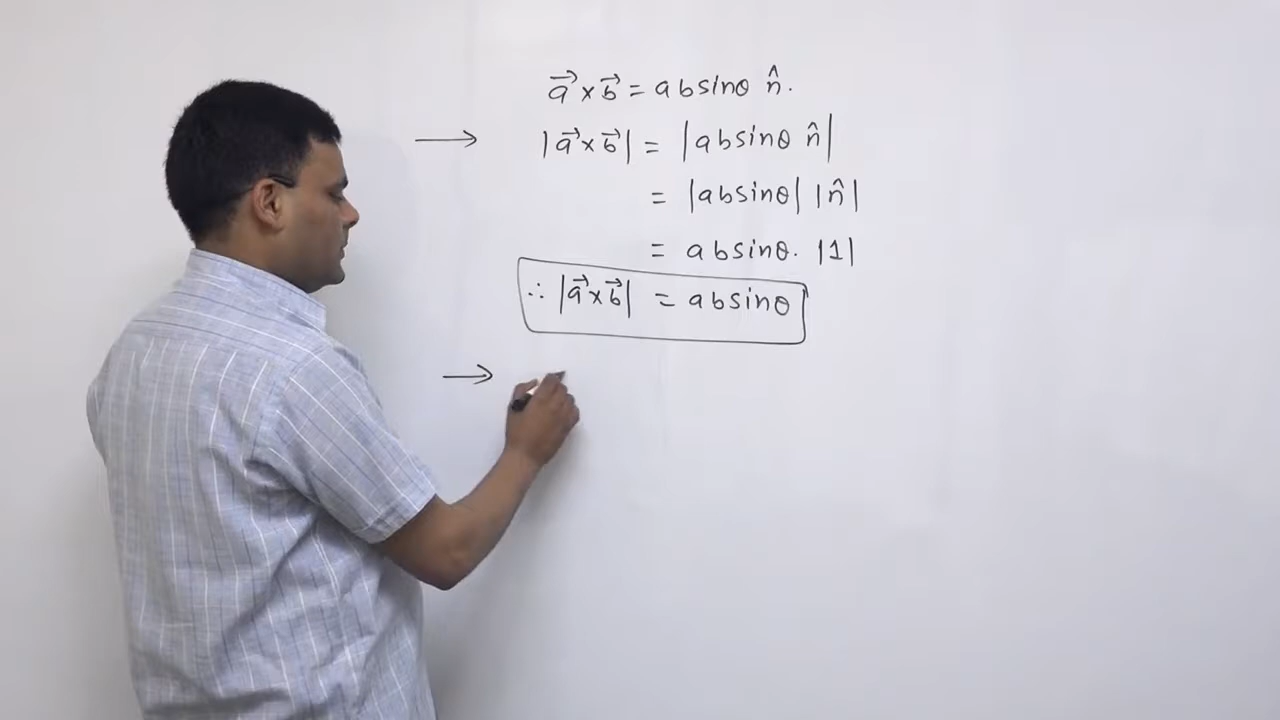 → a⃗ × b⃗ = a b sinθ n̂.
|a⃗ × b⃗| = |a b sinθ n̂|
= |a b sinθ| |n̂|
= a b sinθ. |1|
∴ |a⃗ × b⃗| = a b sinθ
→